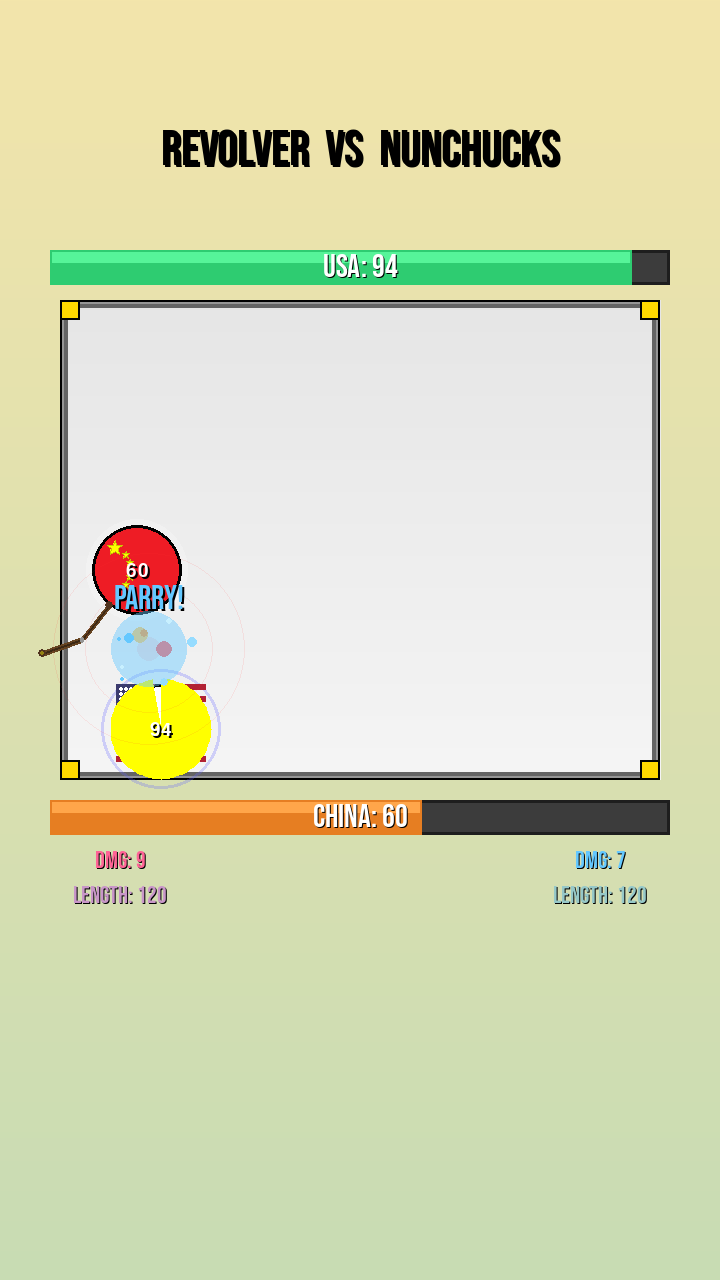 REVOLVER VS NUNCHUCKS
USA: 94
60
PARRY!
94
CHINA: 60
DMG: 9
DMG: 7
LENGTH: 120
LENGTH: 120